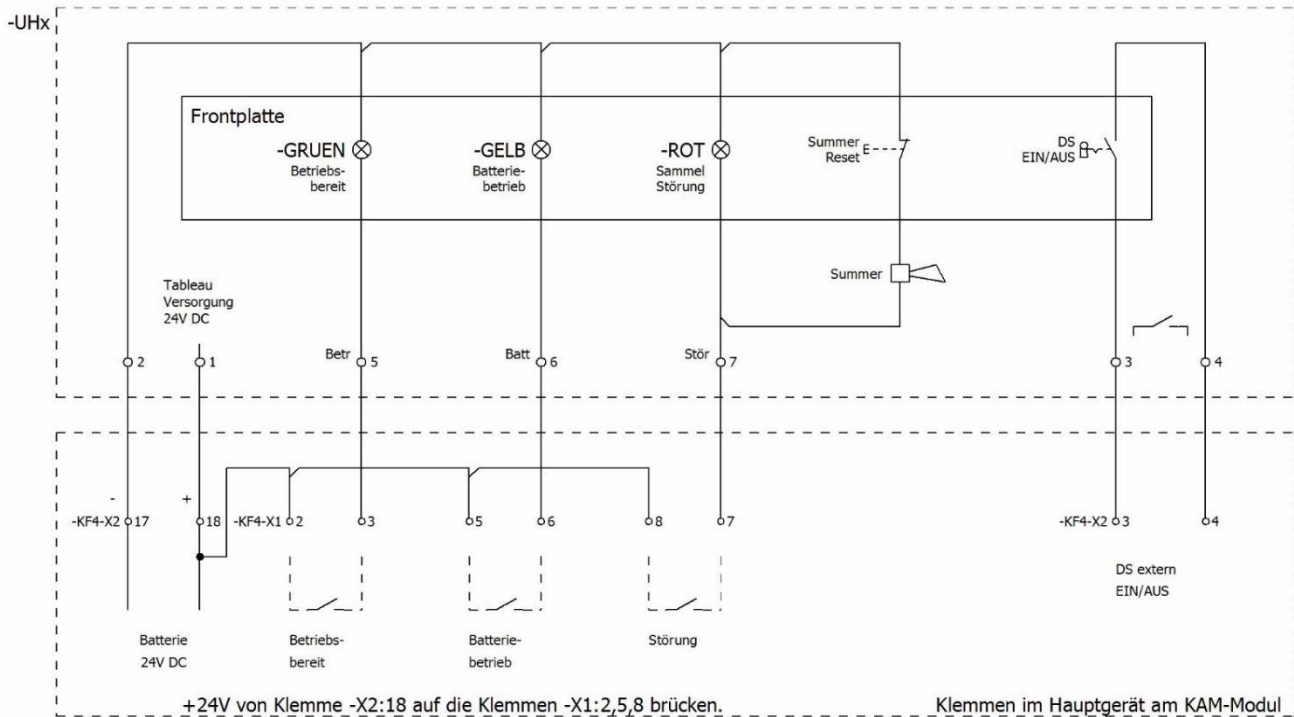 -UHx
Frontplatte
-GRUEN
Betriebs-
bereit
-GELB
Batterie-
betrieb
-ROT
Sammel
Störung
Summer
Reset
DS
EIN/AUS
Summer
Tableau
Versorgung
24V DC
2
1
Betr
5
Batt
6
Stör
7
3
4
-
+
-KF4-X2
17
18
-KF4-X1
2
3
5
6
8
7
-KF4-X2
3
4
DS extern
EIN/AUS
Batterie
24V DC
Betriebs-
bereit
Batterie-
betrieb
Störung
+24V von Klemme -X2:18 auf die Klemmen -X1:2,5,8 brücken.
Klemmen im Hauptgerät am KAM-Modul